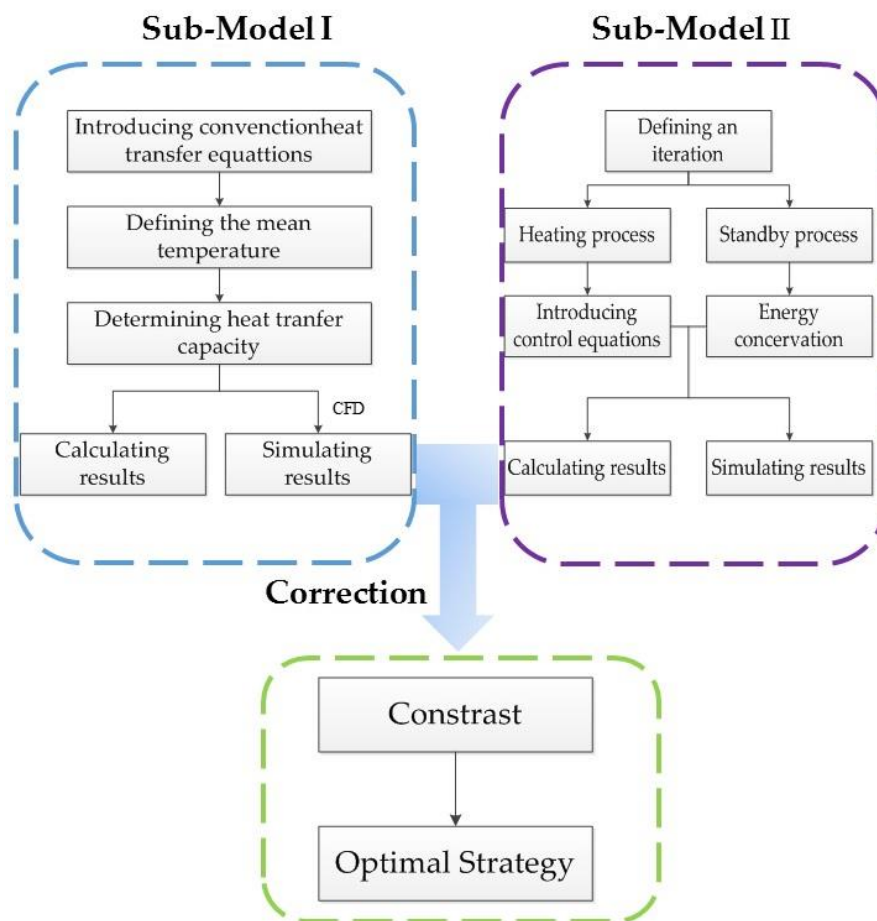 Sub-Model I
Introducing convenctionheat
transfer equattions
Defining the mean
temperature
Determining heat tranfer
capacity
CFD
Calculating
results
Simulating
results
Sub-Model II
Defining an
iteration
Heating process
Standby process
Introducing
control equations
Energy
concervation
Calculating results
Simulating results
Correction
Constrast
Optimal Strategy